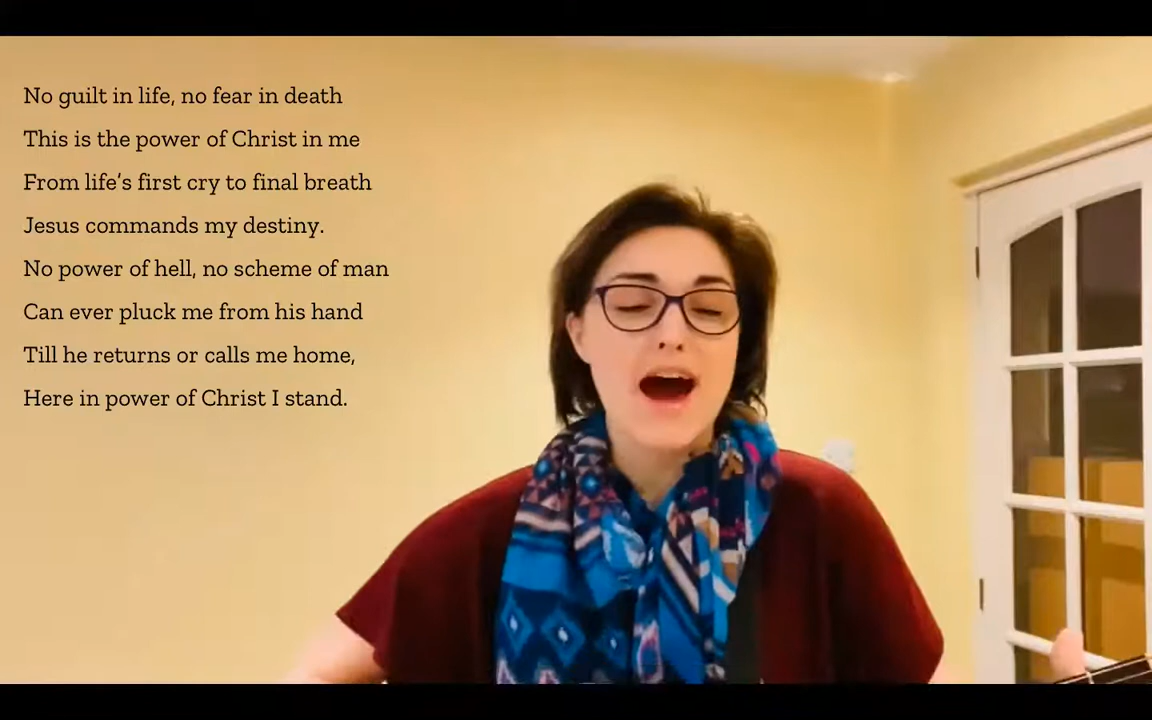 No guilt in life, no fear in death
This is the power of Christ in me
From life’s first cry to final breath
Jesus commands my destiny.
No power of hell, no scheme of man
Can ever pluck me from his hand
Till he returns or calls me home,
Here in power of Christ I stand.